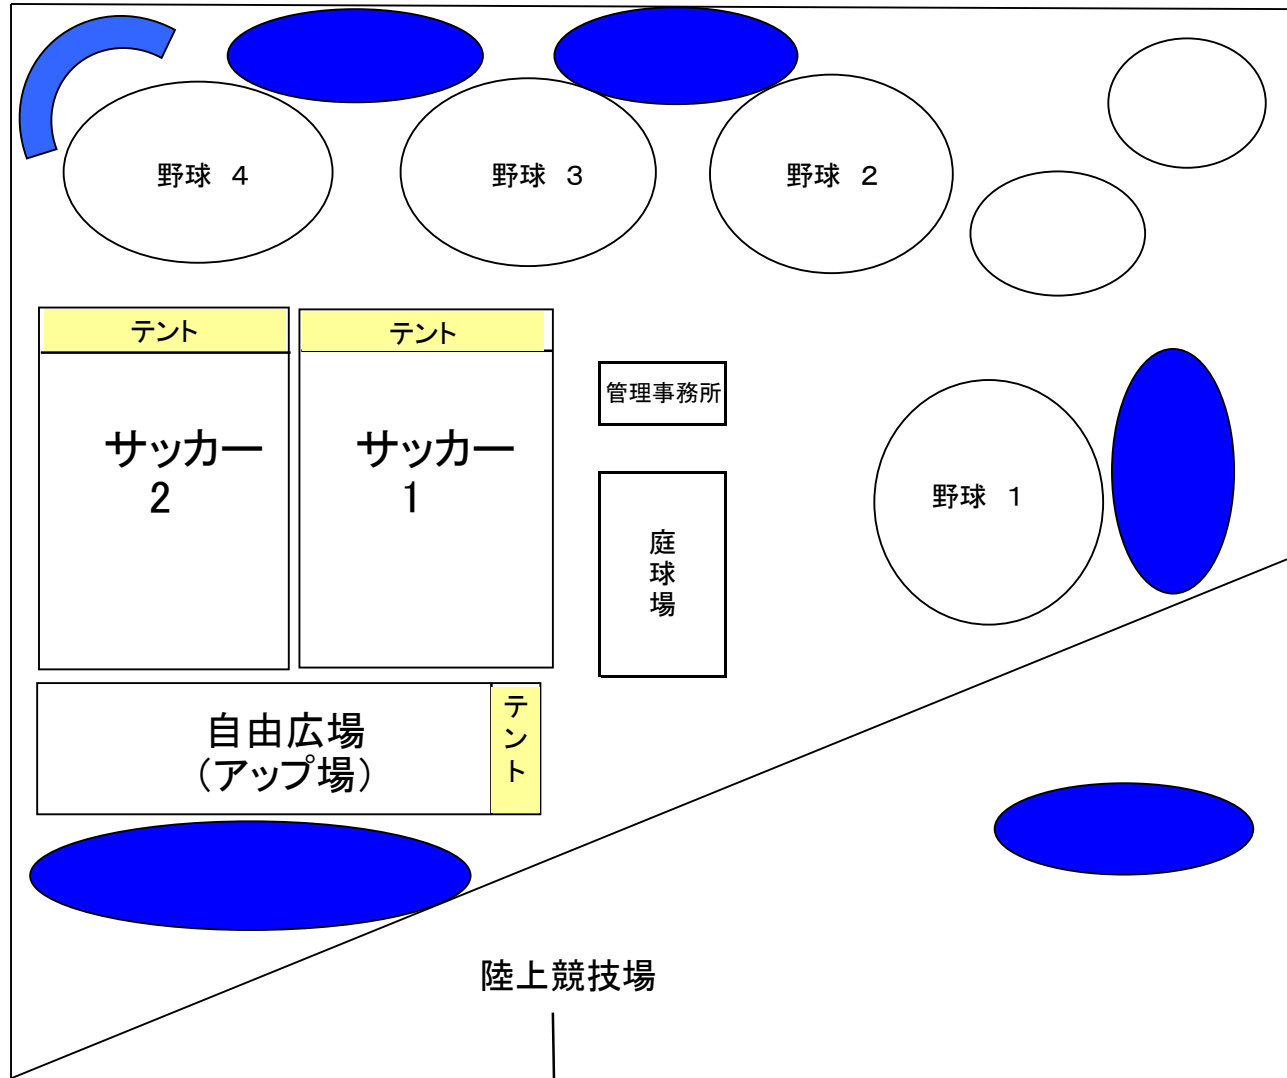 野球　４
野球　３
野球　２
テント
テント
管理事務所
サッカー
２
サッカー
１
野球　１
庭球場
自由広場
（アップ場）
テント
陸上競技場